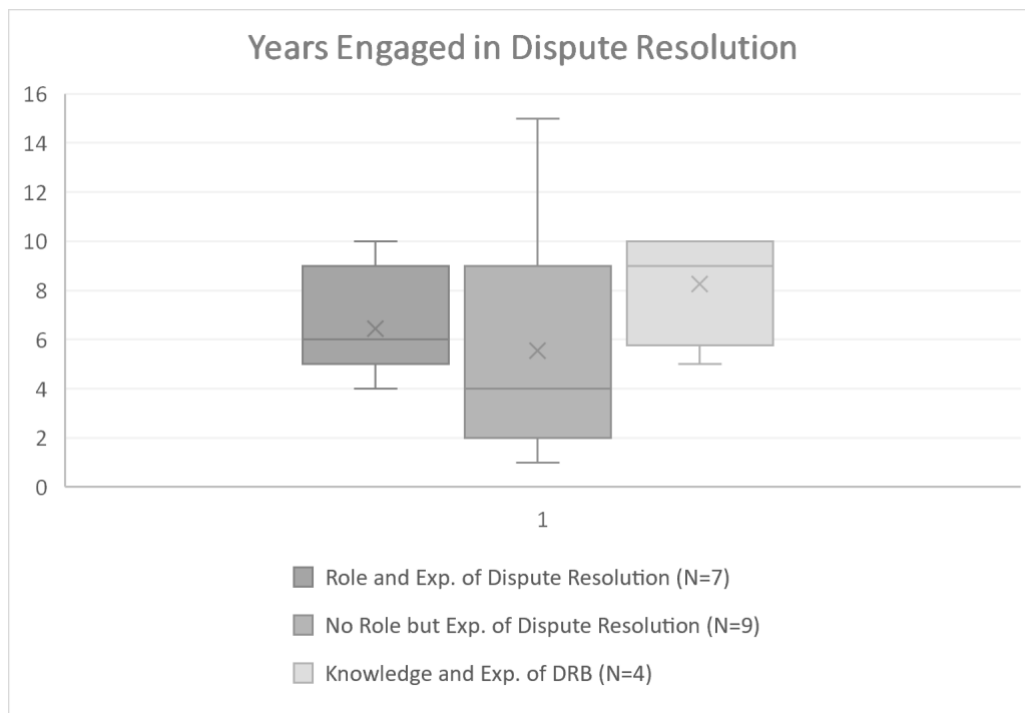 Years Engaged in Dispute Resolution
16
14
12
10
8
6
4
2
0
1
Role and Exp. of Dispute Resolution (N=7)
No Role but Exp. of Dispute Resolution (N=9)
Knowledge and Exp. of DRB (N=4)